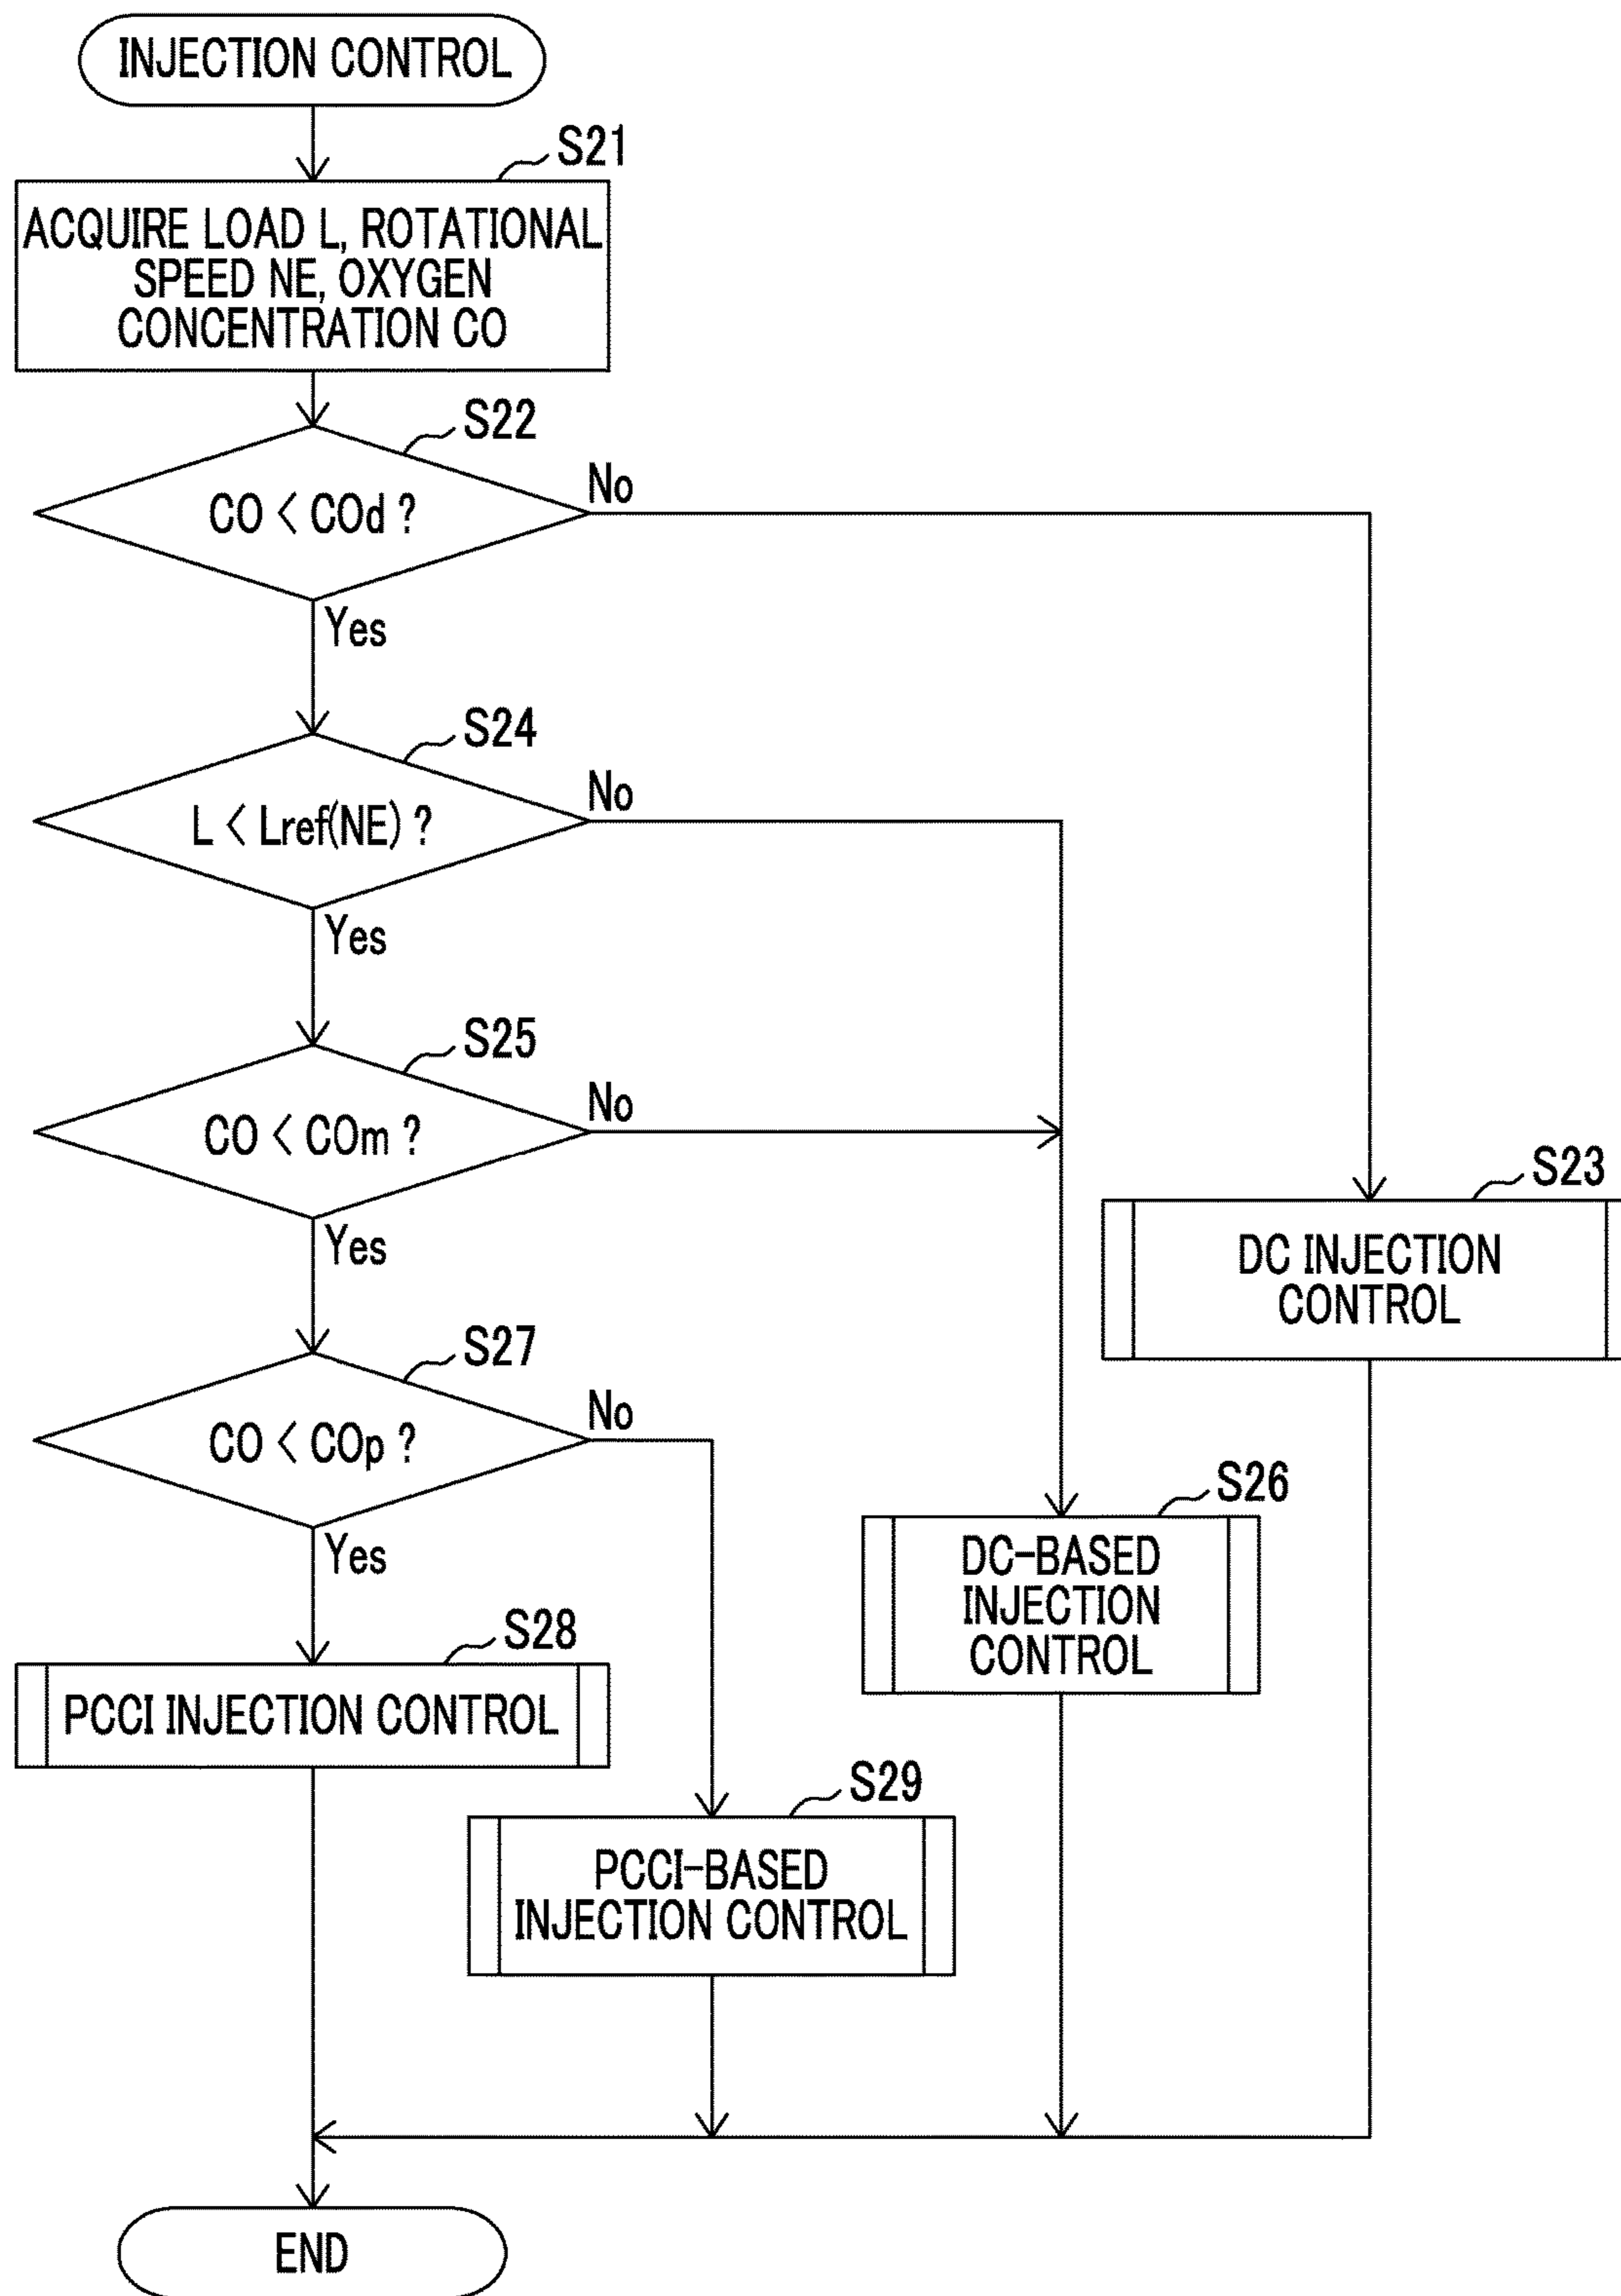 INJECTION CONTROL
S21
ACQUIRE LOAD L, ROTATIONAL
SPEED NE, OXYGEN
CONCENTRATION CO
S22
CO < COd ?
No
Yes
S24
L < Lref(NE) ?
No
Yes
S25
CO < COm ?
No
Yes
S23
DC INJECTION
CONTROL
S27
CO < COp ?
No
Yes
S26
DC-BASED
INJECTION
CONTROL
S28
PCCI INJECTION CONTROL
S29
PCCI-BASED
INJECTION CONTROL
END